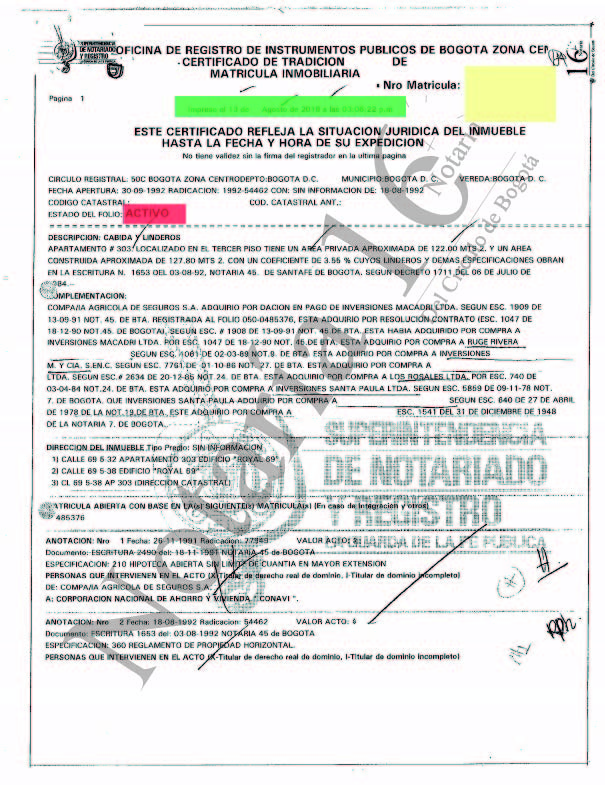 SUPERINTENDENCIA
DE NOTARIADO
Y REGISTRO
OFICINA DE REGISTRO DE INSTRUMENTOS PUBLICOS DE BOGOTA ZONA CEN
CERTIFICADO DE TRADICION DE
MATRICULA INMOBILIARIA
Nro Matricula:
Pagina 1
ESTE CERTIFICADO REFLEJA LA SITUACION JURIDICA DEL INMUEBLE
HASTA LA FECHA Y HORA DE SU EXPEDICION
No tiene validez sin la firma del registrador en la ultima pagina
CIRCULO REGISTRAL: 50C BOGOTA ZONA CENTRO DEPTO:BOGOTA D.C. MUNICIPIO:BOGOTA D. C. VEREDA:BOGOTA D. C.
FECHA APERTURA: 30-09-1992 RADICACION: 1992-54462 CON: SIN INFORMACION DE: 18-08-1992
CODIGO CATASTRAL: COD. CATASTRAL ANT.:
ESTADO DEL FOLIO: ACTIVO
DESCRIPCION: CABIDA Y LINDEROS
APARTAMENTO # 303 LOCALIZADO EN EL TERCER PISO TIENE UN AREA PRIVADA APROXIMADA DE 122.00 MTS 2. Y UN AREA
CONSTRUIDA APROXIMADA DE 127.80 MTS 2. CON UN COEFICIENTE DE 3.55 % CUYOS LINDEROS Y DEMAS ESPECIFICACIONES OBRAN
EN LA ESCRITURA N. 1653 DEL 03-08-92, NOTARIA 45. DE SANTAFE DE BOGOTA. SEGUN DECRETO 1711 DEL 06 DE JULIO DE
984.--
COMPLEMENTACION:
COMPA/IA AGRICOLA DE SEGUROS S.A. ADQUIRIO POR DACION EN PAGO DE INVERSIONES MACADRI LTDA. SEGUN ESC. 1909 DE
13-09-91 NOT. 45 DE BTA. REGISTRADA AL FOLIO 050-0485376, ESTA ADQUIRIO POR RESOLUCION CONTRATO (ESC. 1047 DE
18-12-90 NOT. 45 DE BOGOTA), SEGUN ESC. # 1908 DE 13-09-91 NOT. 45 DE BTA. ESTA HABIA ADQUIRIDO POR COMPRA A
INVERSIONES MACADRI LTDA. POR ESC 1047 DE 18-12-90 NOT. 45 DE BTA. ESTA ADQUIRIO POR COMPRA A RUGE RIVERA
SEGUN ESC. 1061 DE 02-03-89 NOT.9. DE BTA. ESTA ADQUIRIO POR COMPRA A INVERSIONES
M. Y CIA. S.EN.C. SEGUN ESC. 7761 DE 01-10-86 NOT. 27. DE BTA. ESTA ADQUIRIO POR COMPRA A
LTDA. SEGUN ESC # 2634 DE 20-12-85 NOT 24. DE BTA. ESTA ADQUIRIO POR COMPRA A LOS ROSALES LTDA. POR ESC. 740 DE
03-04-84 NOT 24. DE BTA. ESTA ADQUIRIO POR COMPRA A INVERSIONES SANTA PAULA LTDA. SEGUN ESC. 5859 DE 09-11-78 NOT.
7. DE BOGOTA. QUE INVERSIONES SANTA PAULA ADQUIRIO POR COMPRA A SEGUN ESC. 640 DE 27 DE ABRIL
DE 1978 DE LA NOT.19.DE BTA, ESTE ADQUIRIO POR COMPRA A ESC. 1541 DEL 31 DE DICIEMBRE DE 1948
DE LA NOTARIA 7. DE BOGOTA.
DIRECCION DEL INMUEBLE Tipo Predio: SIN INFORMACION
1) CALLE 69 5 32 APARTAMENTO 303 EDIFICIO "ROYAL 69"
2) CALLE 69 5-38 EDIFICIO "ROYAL 69"
3) CL 69 5-38 AP 303 (DIRECCION CATASTRAL)
MATRICULA ABIERTA CON BASE EN LA(s) SIGUIENTE(s) MATRICULA(s) (En caso de integración y otros)
485376
ANOTACION: Nro 1 Fecha: 26-11-1991 Radicacion: 77949 VALOR ACTO: $
Documento: ESCRITURA 2490 del: 18-11-1991 NOTARIA 45 de BOGOTA
ESPECIFICACION: 210 HIPOTECA ABIERTA SIN LIMITE DE CUANTIA EN MAYOR EXTENSION
PERSONAS QUE INTERVIENEN EN EL ACTO (X-Titular de derecho real de dominio, I-Titular de dominio incompleto)
DE: COMPA/IA AGRICOLA DE SEGUROS S.A.
A: CORPORACION NACIONAL DE AHORRO Y VIVIENDA " CONAVI ".
ANOTACION: Nro 2 Fecha: 18-08-1992 Radicacion: 54462 VALOR ACTO: $
Documento: ESCRITURA 1653 del: 03-08-1992 NOTARIA 45 de BOGOTA
ESPECIFICACION: 360 REGLAMENTO DE PROPIEDAD HORIZONTAL.
PERSONAS QUE INTERVIENEN EN EL ACTO (X-Titular de derecho real de dominio, I-Titular de dominio incompleto)
SUPERINTENDENCIA
DE NOTARIADO
Y REGISTRO
LA GUARDA DE LA FE PUBLICA
Notaría 16
Notaría
Del Círculo de Bogotá
16